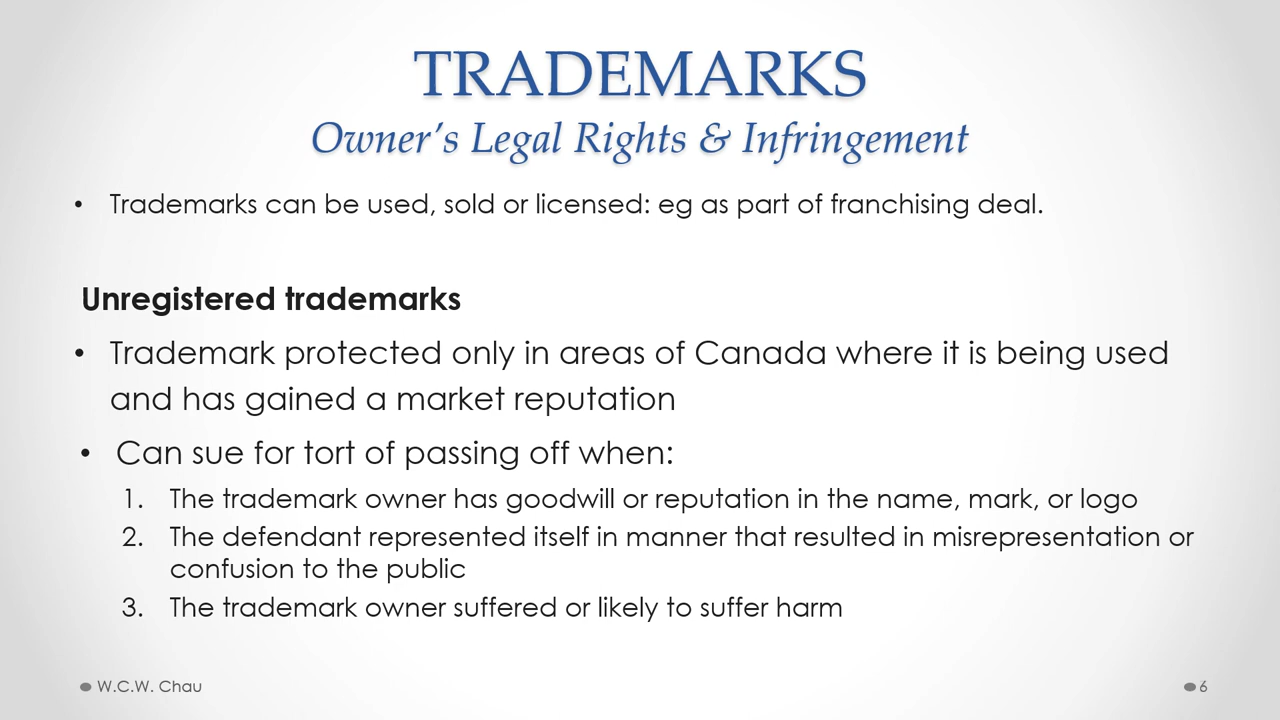 TRADEMARKS
Owner's Legal Rights & Infringement
• Trademarks can be used, sold or licensed: eg as part of franchising deal.
Unregistered trademarks
• Trademark protected only in areas of Canada where it is being used
and has gained a market reputation
• Can sue for tort of passing off when:
1. The trademark owner has goodwill or reputation in the name, mark, or logo
2. The defendant represented itself in manner that resulted in misrepresentation or
confusion to the public
3. The trademark owner suffered or likely to suffer harm
W.C.W. Chau
6